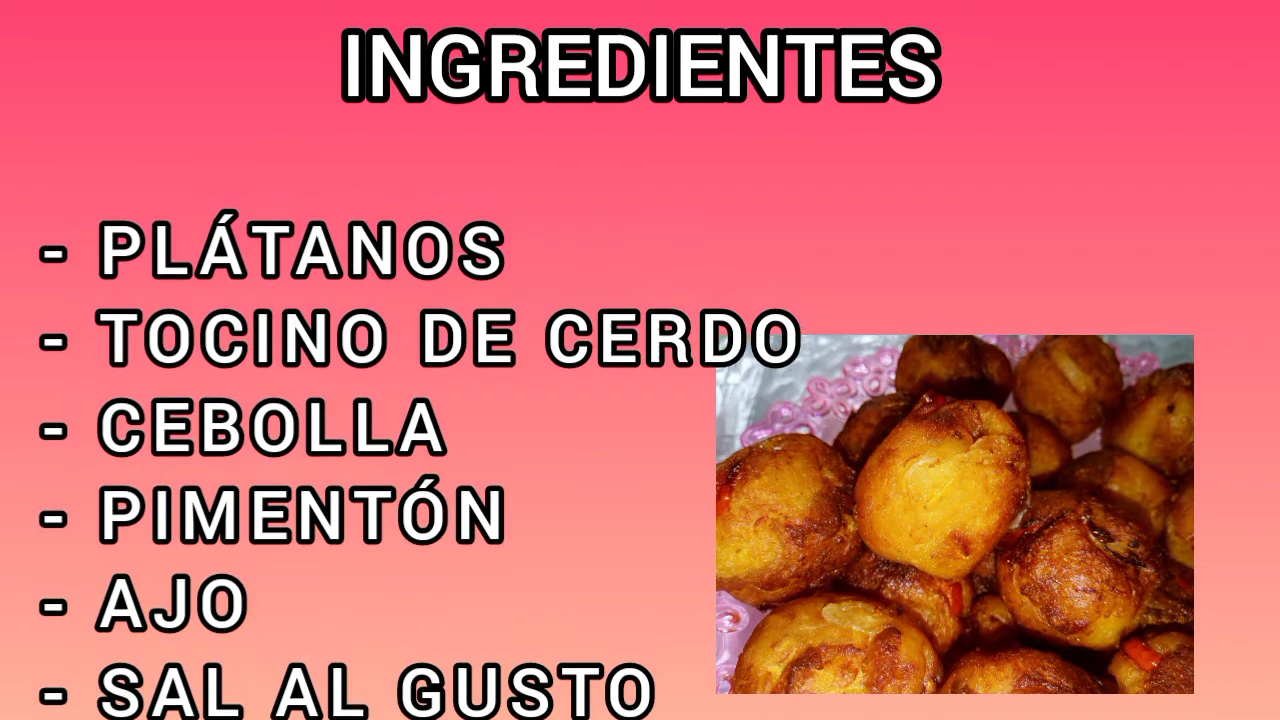 INGREDIENTES
- PLÁTANOS
- TOCINO DE CERDO
- CEBOLLA
- PIMENTÓN
- AJO
- SAL AL GUSTO